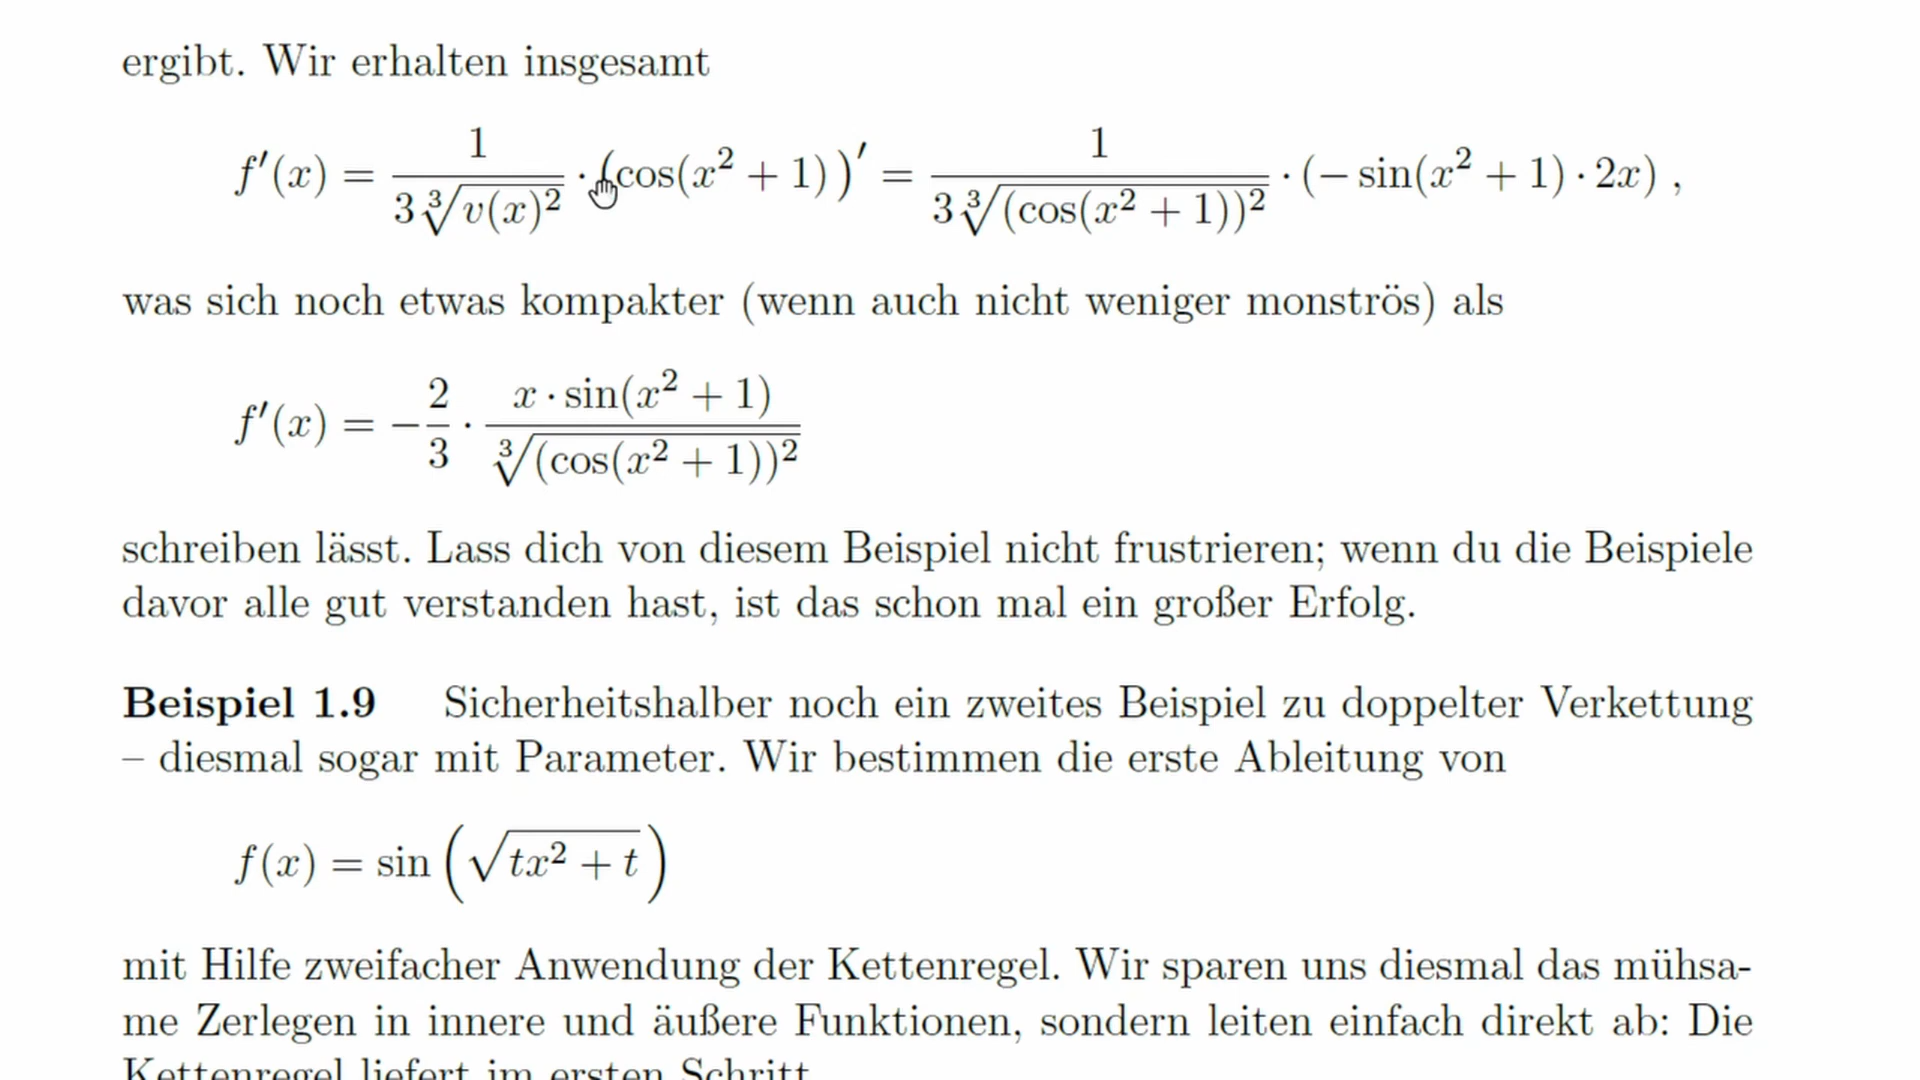 ergibt. Wir erhalten insgesamt
f′(x) = 1/(3∛(v(x)²)) · (cos(x² + 1))′ = 1/(3∛((cos(x² + 1))²)) · (− sin(x² + 1) · 2x) ,
was sich noch etwas kompakter (wenn auch nicht weniger monströs) als
f′(x) = −2/3 · (x · sin(x² + 1))/(∛((cos(x² + 1))²))
schreiben lässt. Lass dich von diesem Beispiel nicht frustrieren; wenn du die Beispiele
davor alle gut verstanden hast, ist das schon mal ein großer Erfolg.
Beispiel 1.9 Sicherheitshalber noch ein zweites Beispiel zu doppelter Verkettung
– diesmal sogar mit Parameter. Wir bestimmen die erste Ableitung von
f(x) = sin (√(tx² + t))
mit Hilfe zweifacher Anwendung der Kettenregel. Wir sparen uns diesmal das mühsa-
me Zerlegen in innere und äußere Funktionen, sondern leiten einfach direkt ab: Die
Kettenregel liefert im ersten Schritt